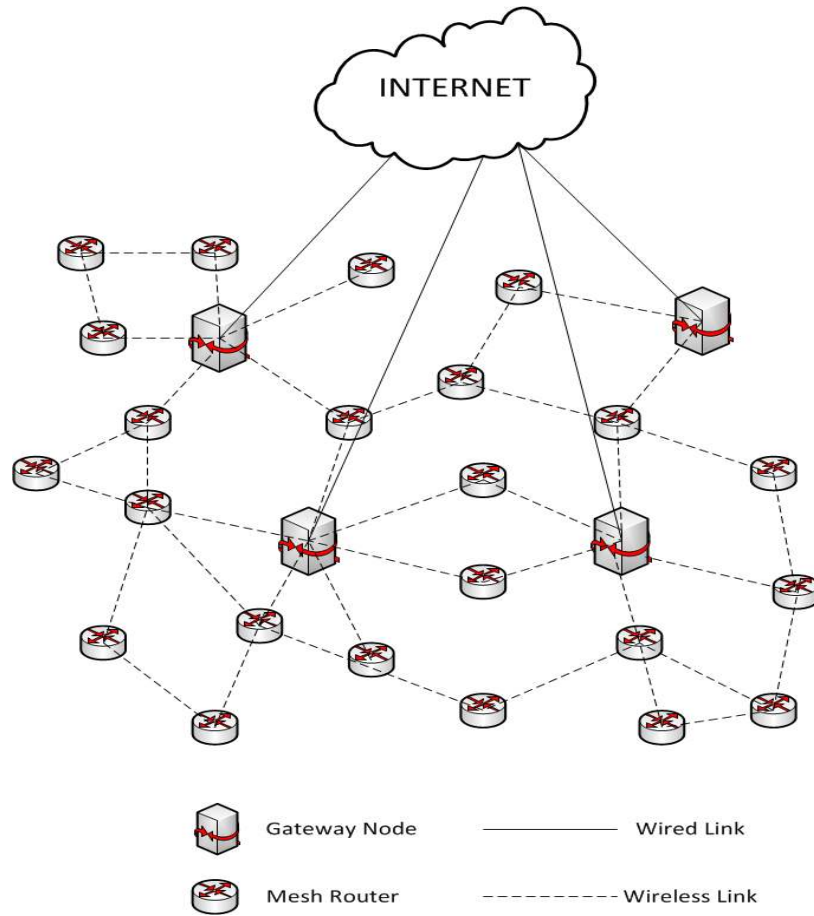 INTERNET
Gateway Node
Wired Link
Mesh Router
Wireless Link